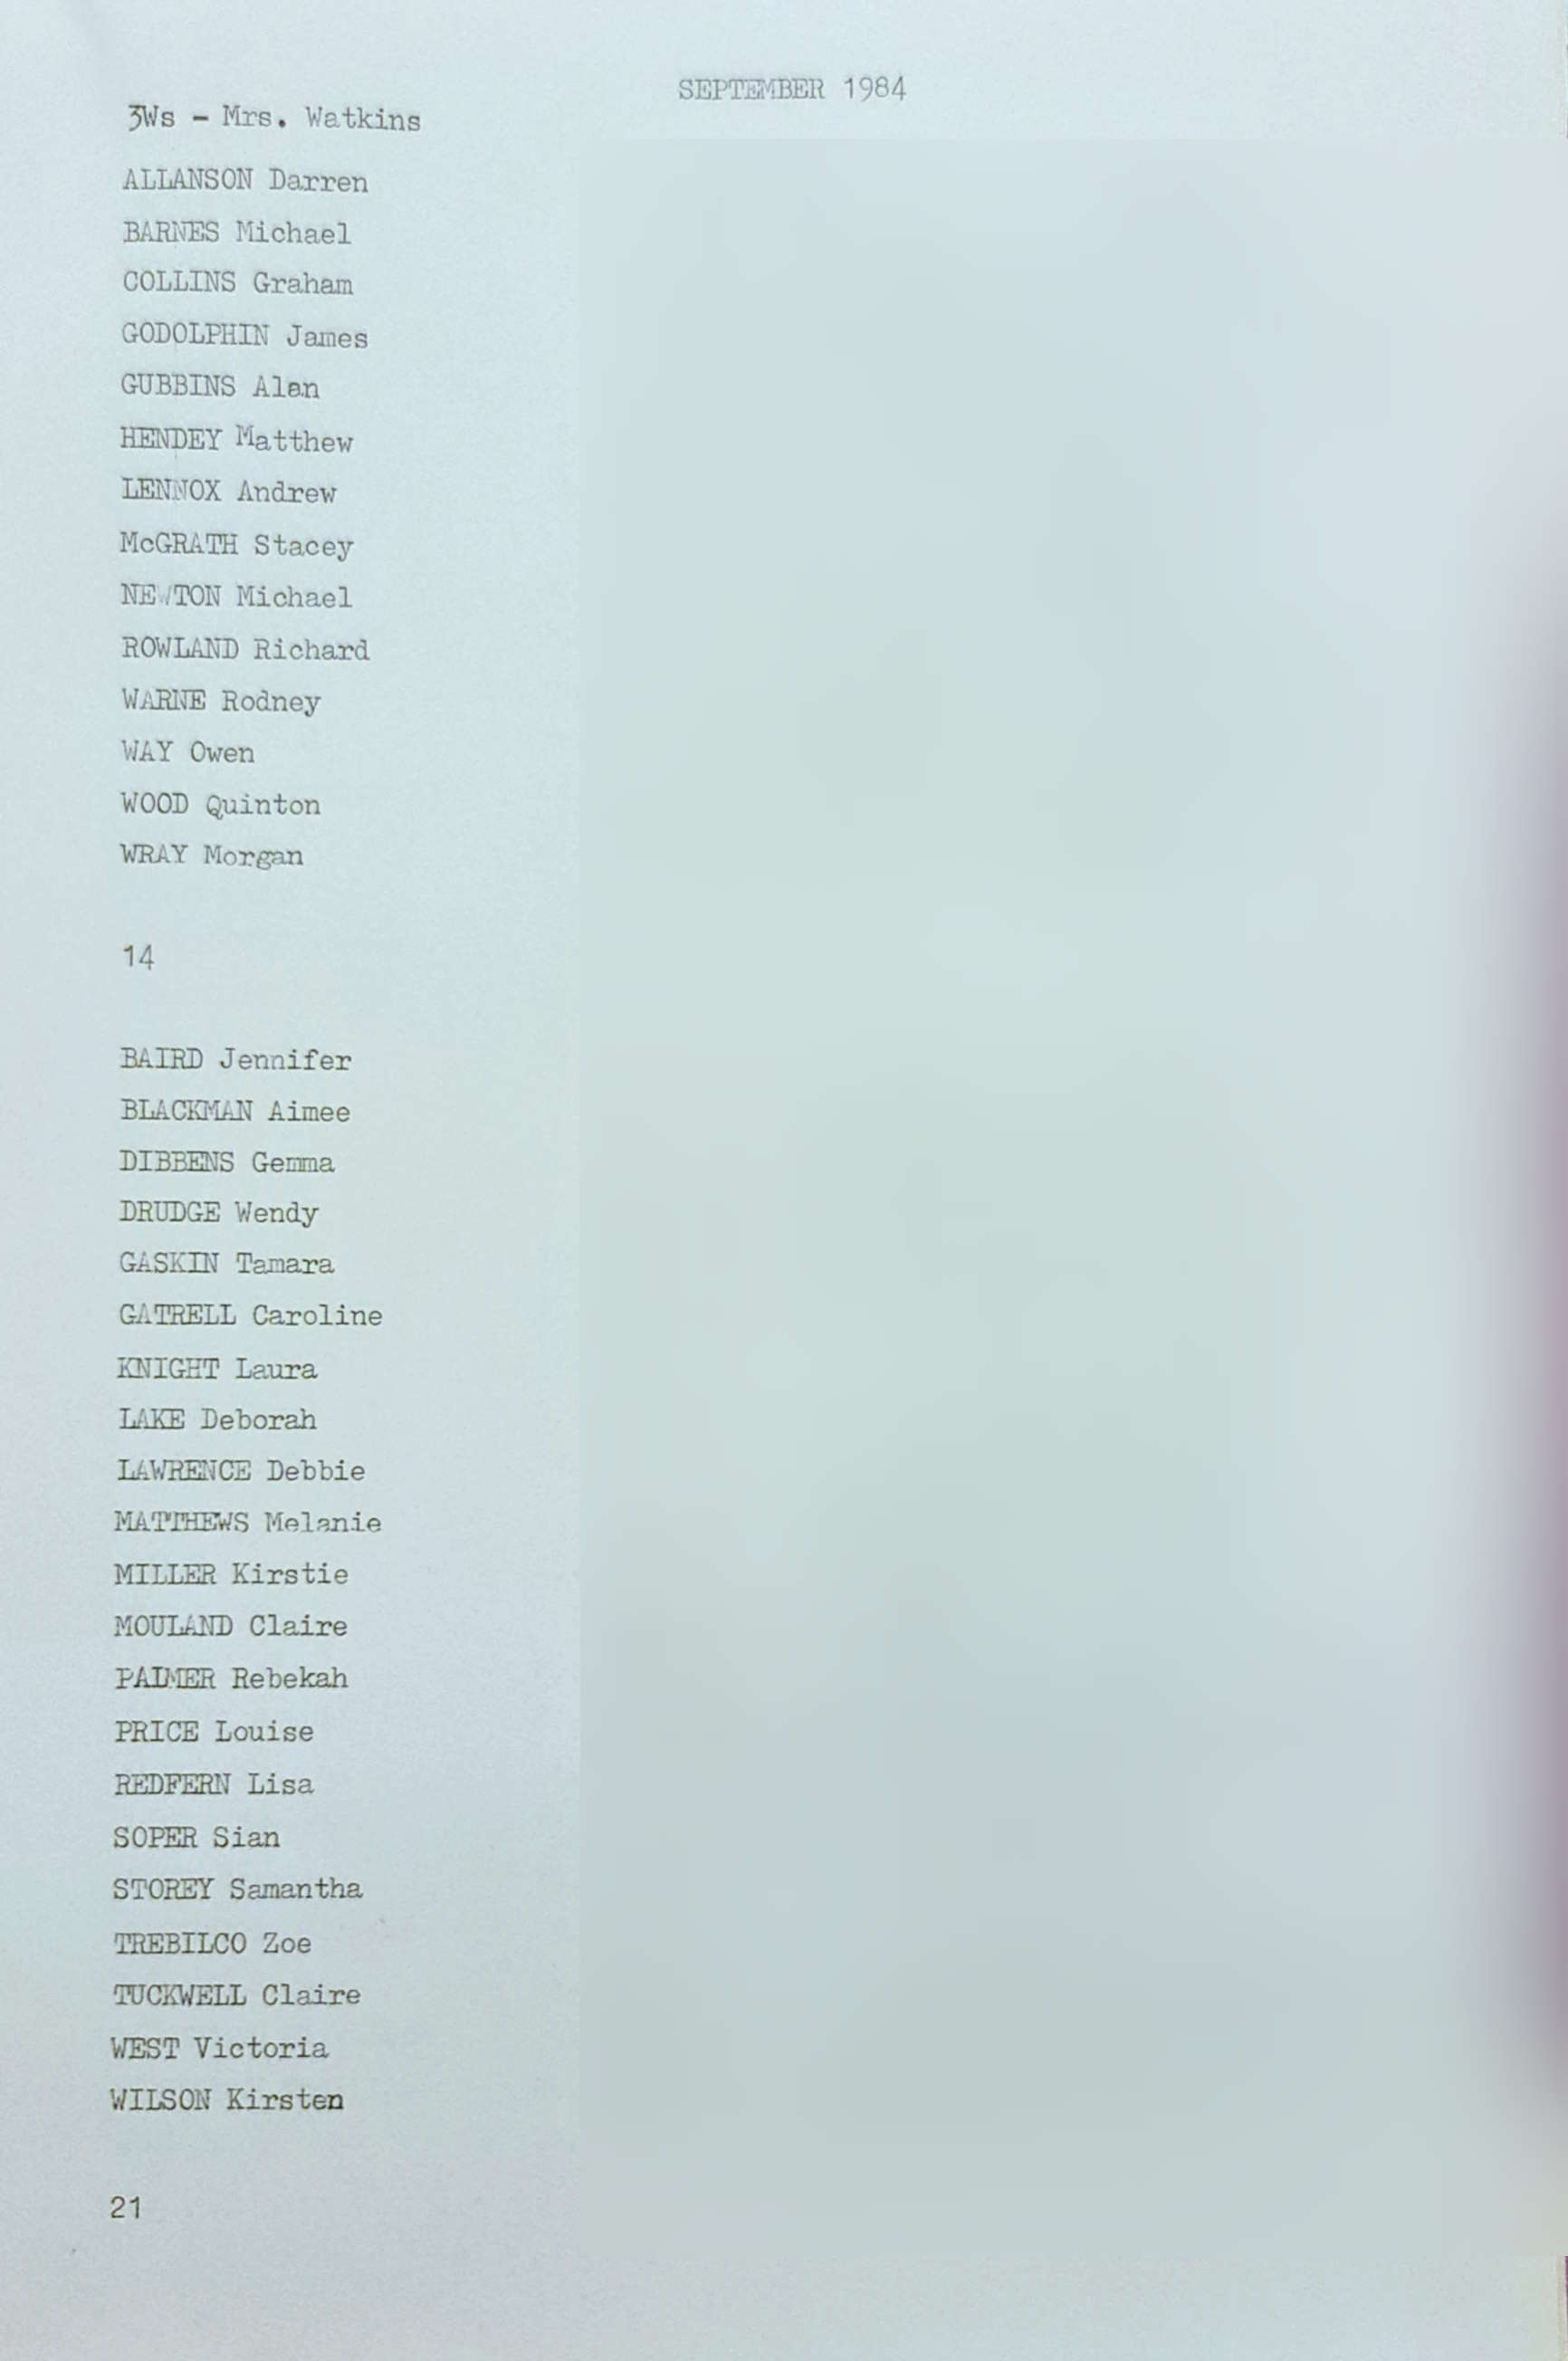 SEPTEMBER 1984
3Ws - Mrs. Watkins
ALLANSON Darren
BARNES Michael
COLLINS Graham
GODOLPHIN James
GUBBINS Alan
HENDEY Matthew
LENNOX Andrew
McGRATH Stacey
NEWTON Michael
ROWLAND Richard
WARNE Rodney
WAY Owen
WOOD Quinton
WRAY Morgan
14
BAIRD Jennifer
BLACKMAN Aimee
DIBBENS Gemma
DRUDGE Wendy
GASKIN Tamara
GATRELL Caroline
KNIGHT Laura
LAKE Deborah
LAWRENCE Debbie
MATTHEWS Melanie
MILLER Kirstie
MOULAND Claire
PALMER Rebekah
PRICE Louise
REDFERN Lisa
SOPER Sian
STOREY Samantha
TREBILCO Zoe
TUCKWELL Claire
WEST Victoria
WILSON Kirsten
21